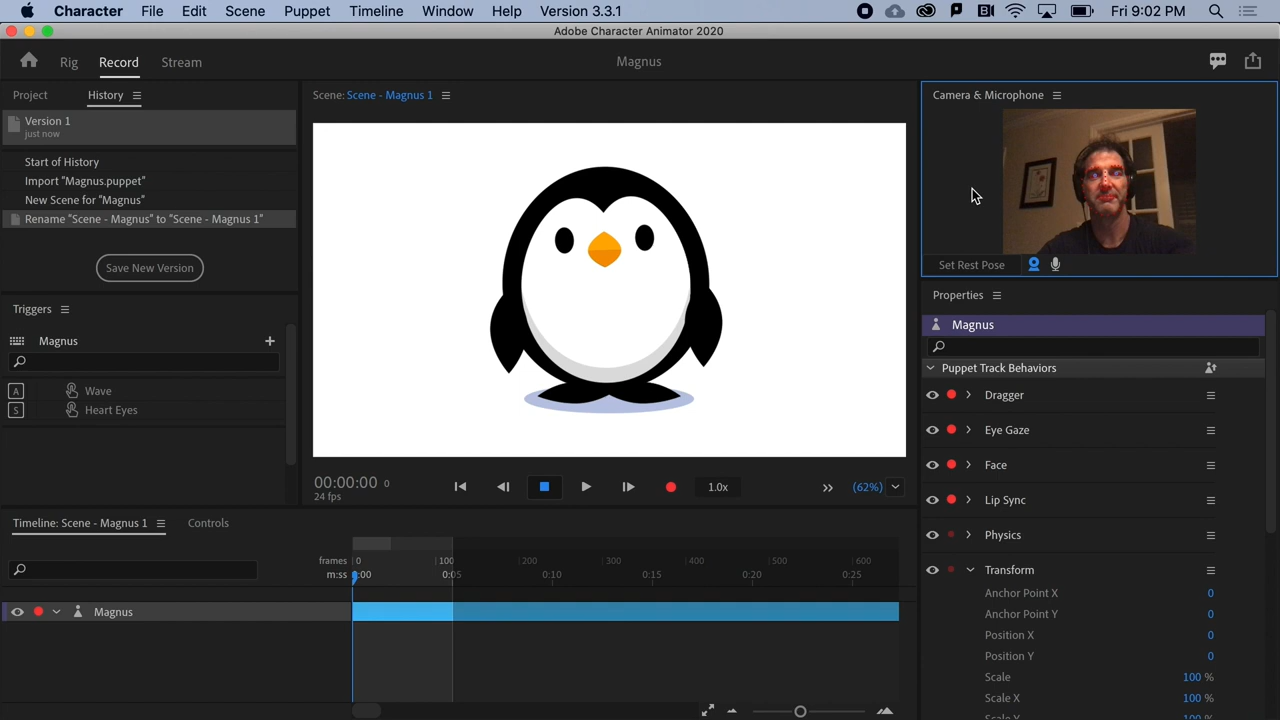 Character File Edit Scene Puppet Timeline Window Help Version 3.3.1 Fri 9:02 PM
Adobe Character Animator 2020
Rig Record Stream Magnus
Project History
Version 1
just now
Start of History
Import "Magnus.puppet"
New Scene for "Magnus"
Rename "Scene - Magnus" to "Scene - Magnus 1"
Save New Version
Triggers
Magnus
A Wave
S Heart Eyes
Scene: Scene - Magnus 1
00:00:00 0
24 fps
1.0x
(62%)
Camera & Microphone
Set Rest Pose
Properties
Magnus
Puppet Track Behaviors
Dragger
Eye Gaze
Face
Lip Sync
Physics
Transform
Anchor Point X 0
Anchor Point Y 0
Position X 0
Position Y 0
Scale 100 %
Scale X 100 %
Timeline: Scene - Magnus 1 Controls
frames 0 100 200 300 400 500 600
m:ss 0:00 0:05 0:10 0:15 0:20 0:25
Magnus